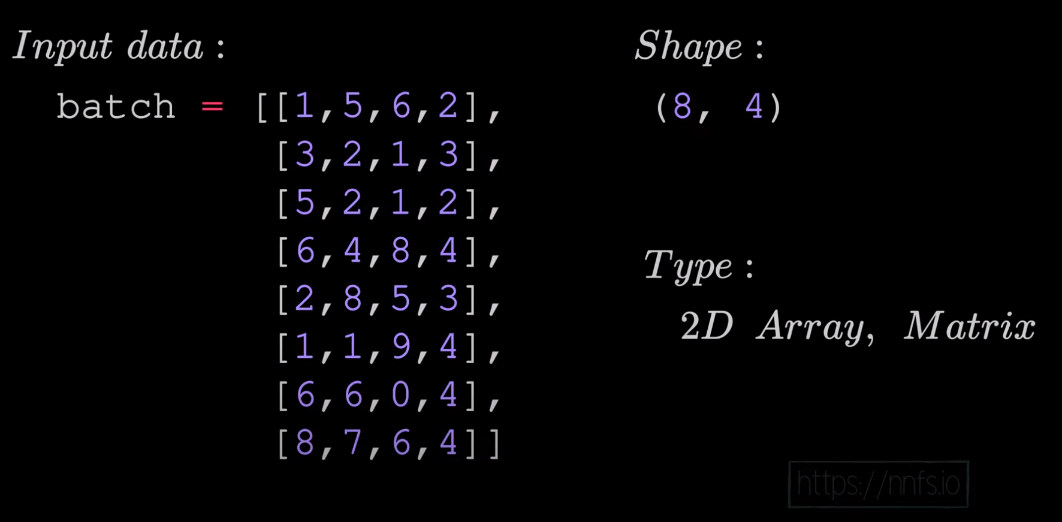 Input data :
batch = [[1,5,6,2],
[3,2,1,3],
[5,2,1,2],
[6,4,8,4],
[2,8,5,3],
[1,1,9,4],
[6,6,0,4],
[8,7,6,4]]
Shape :
(8, 4)
Type :
2D Array, Matrix
https://nnfs.io